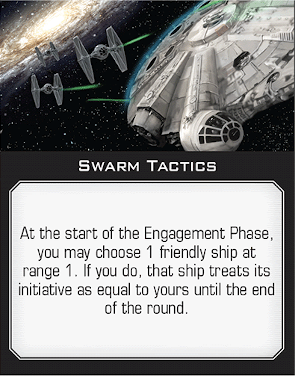 SWARM TACTICS
At the start of the Engagement Phase,
you may choose 1 friendly ship at
range 1. If you do, that ship treats its
initiative as equal to yours until the end
of the round.